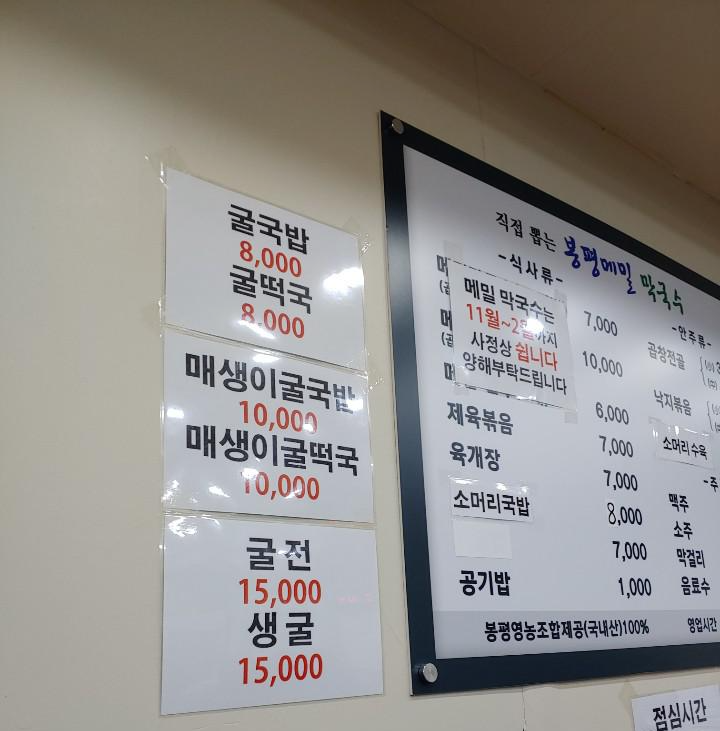 굴국밥
8,000
굴떡국
8,000
매생이굴국밥
10,000
매생이굴떡국
10,000
굴전
15,000
생굴
15,000
직접 뽑는 봉평메밀 막국수
-식사류-
메밀 막국수는
11월~2월까지
사정상 쉽니다
양해부탁드립니다
7,000
10,000
6,000
제육볶음 7,000
육개장 7,000
소머리국밥 8,000
7,000
공기밥 1,000
-안주류-
곱창전골
낙지볶음
소머리 수육
맥주
소주
막걸리
음료수
봉평영농조합제공(국내산)100%
영업시간
점심시간